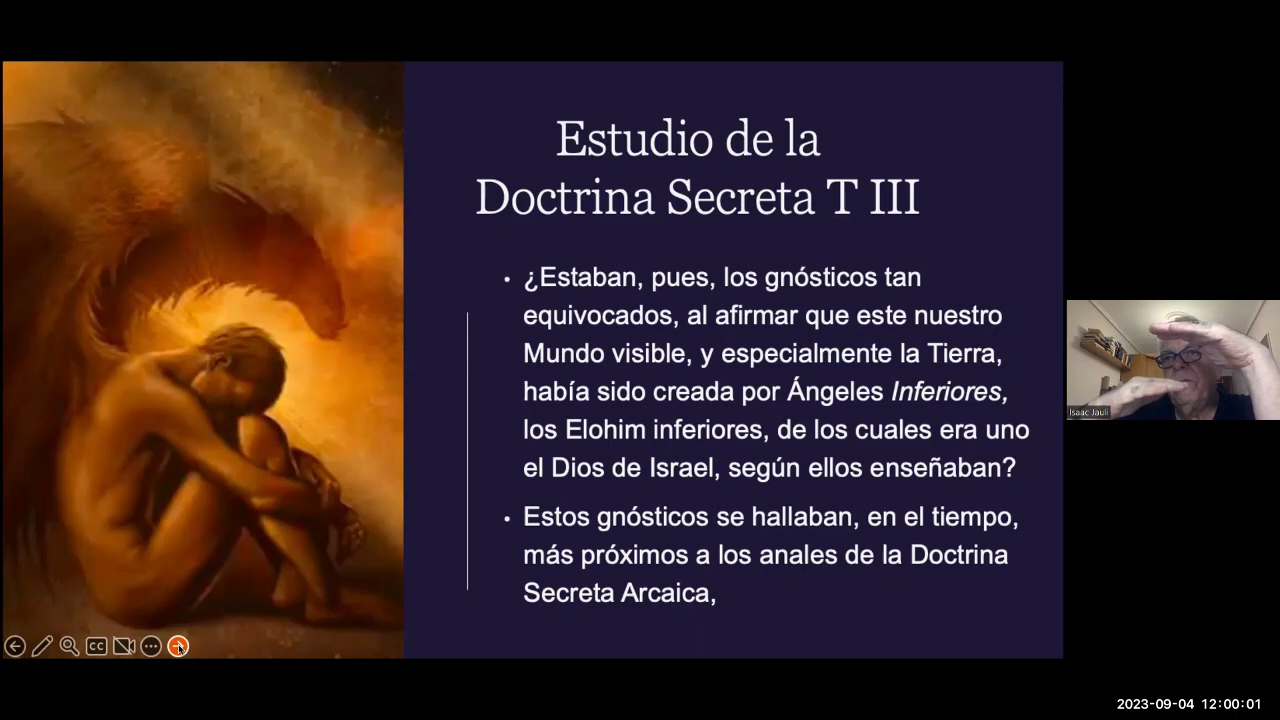 Estudio de la
Doctrina Secreta T III
• ¿Estaban, pues, los gnósticos tan
equivocados, al afirmar que este nuestro
Mundo visible, y especialmente la Tierra,
había sido creada por Ángeles Inferiores,
los Elohim inferiores, de los cuales era uno
el Dios de Israel, según ellos enseñaban?
• Estos gnósticos se hallaban, en el tiempo,
más próximos a los anales de la Doctrina
Secreta Arcaica,
Isaac Jauli
CC
2023-09-04 12:00:01